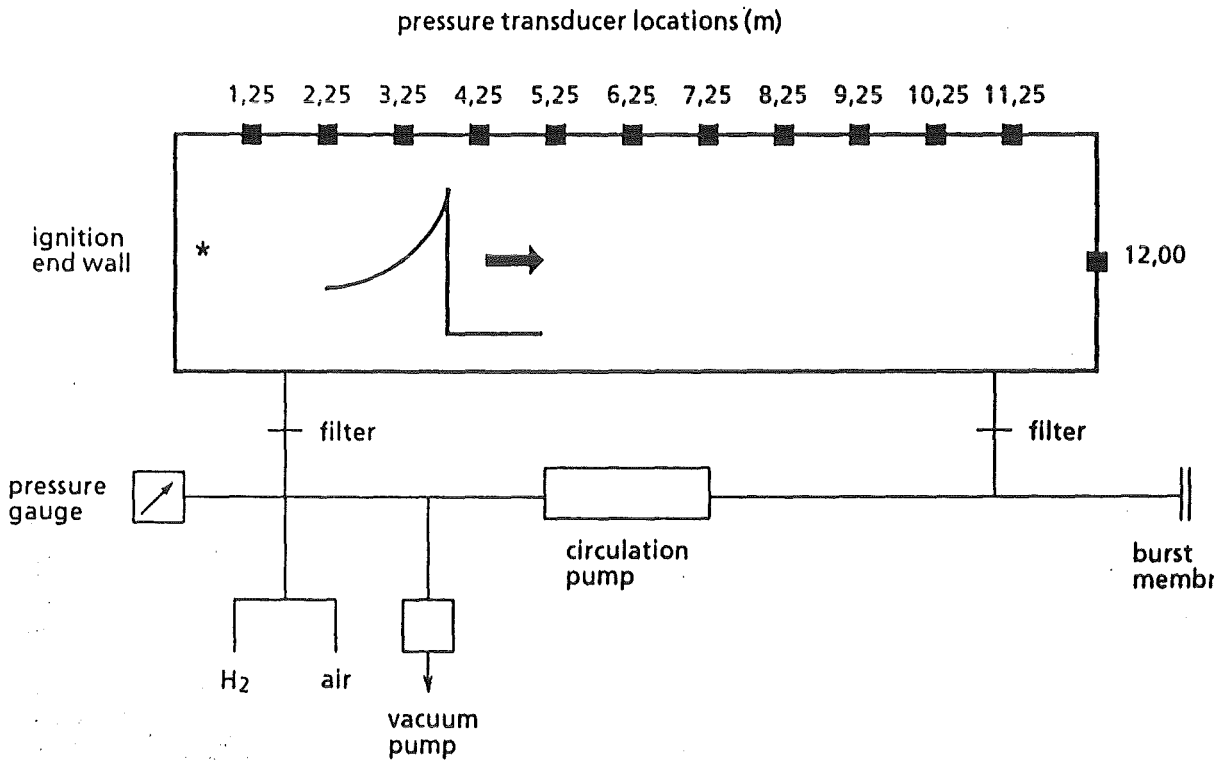 pressure transducer locations (m)
1,25 2,25 3,25 4,25 5,25 6,25 7,25 8,25 9,25 10,25 11,25
ignition
end wall
*
12,00
filter
filter
pressure
gauge
circulation
pump
burst
membr
H2
air
vacuum
pump